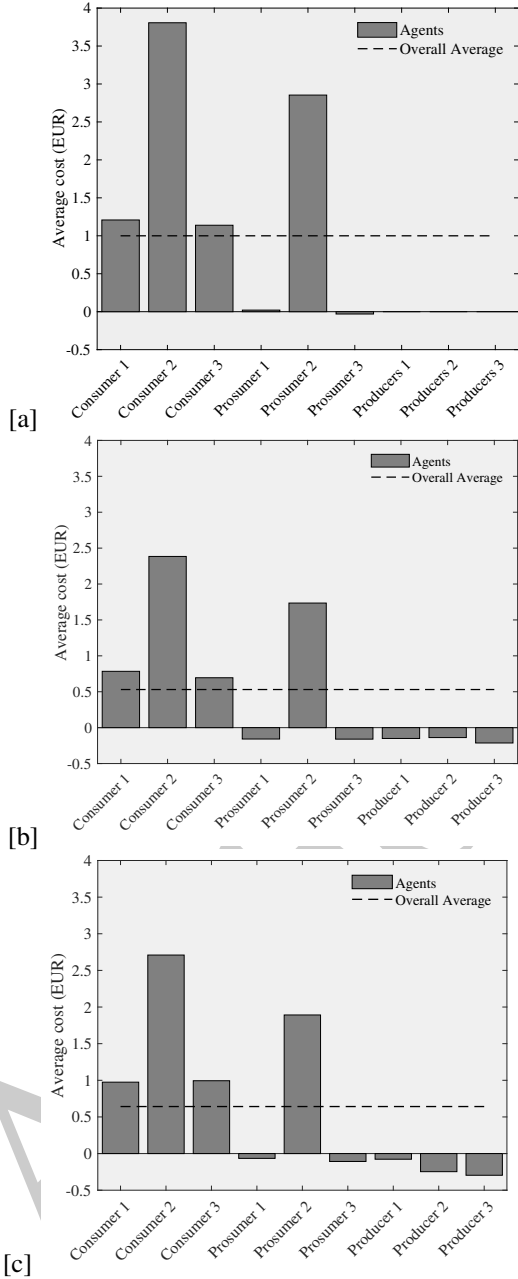 4
3.5
3
2.5
2
1.5
1
0.5
0
-0.5
Average cost (EUR)
Agents
Overall Average
Consumer 1
Consumer 2
Consumer 3
Prosumer 1
Prosumer 2
Prosumer 3
Producers 1
Producers 2
Producers 3
[a]
4
3.5
3
2.5
2
1.5
1
0.5
0
-0.5
Average cost (EUR)
Agents
Overall Average
Consumer 1
Consumer 2
Consumer 3
Prosumer 1
Prosumer 2
Prosumer 3
Producer 1
Producer 2
Producer 3
[b]
4
3.5
3
2.5
2
1.5
1
0.5
0
-0.5
Average cost (EUR)
Agents
Overall Average
Consumer 1
Consumer 2
Consumer 3
Prosumer 1
Prosumer 2
Prosumer 3
Producer 1
Producer 2
Producer 3
[c]